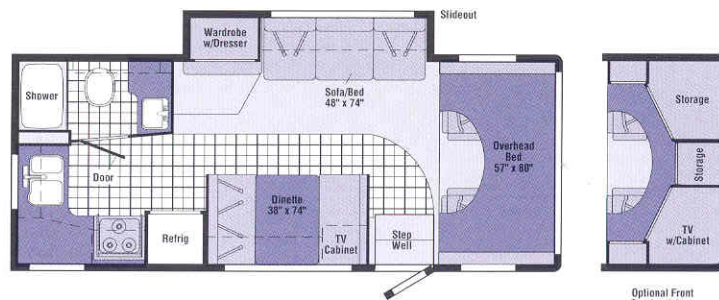 Slideout
Wardrobe
w/Dresser
Shower
Sofa/Bed
48" x 74"
Storage
Overhead
Bed
57" x 80"
Storage
Door
Dinette
38" x 74"
TV
w/Cabinet
Refrig
TV
Cabinet
Step
Well
Optional Front